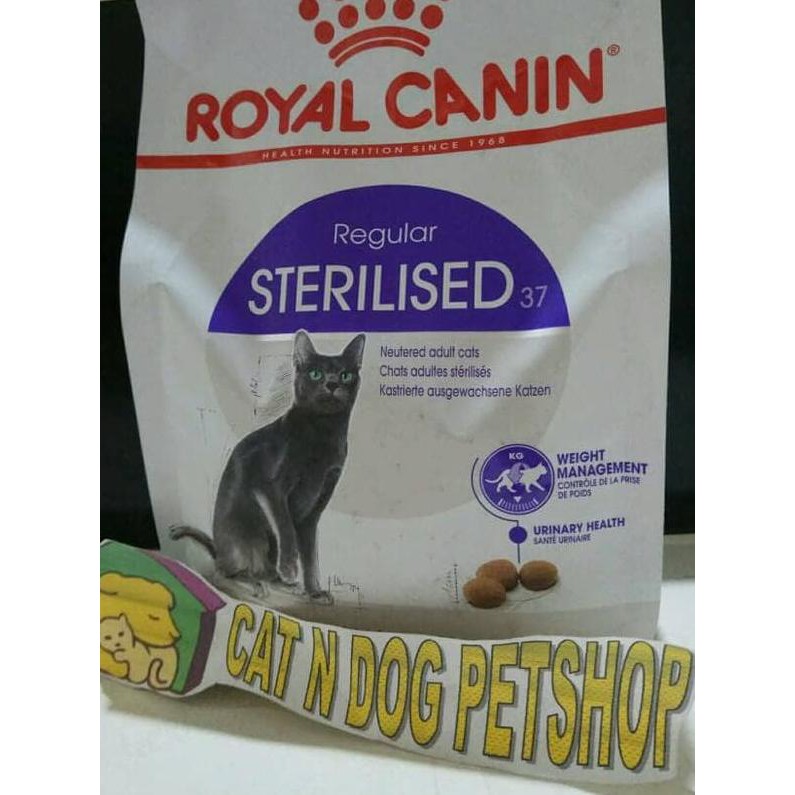 ROYAL CANIN®
HEALTH NUTRITION SINCE 1968
Regular
STERILISED 37
Neutered adult cats
Chats adultes stérilisés
Kastrierte ausgewachsene Katzen
KG
WEIGHT
MANAGEMENT
CONTRÔLE DE LA PRISE
DE POIDS
URINARY HEALTH
SANTÉ URINAIRE
CAT N DOG PETSHOP